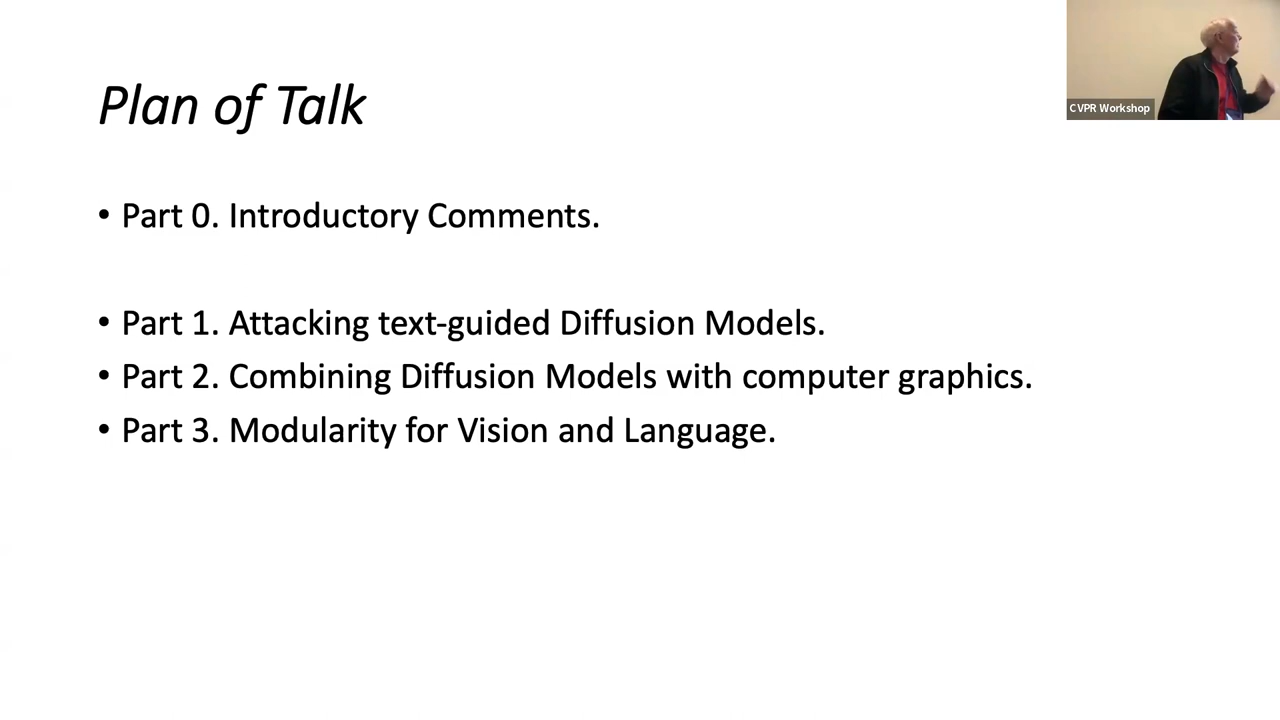 Plan of Talk
CVPR Workshop
• Part 0. Introductory Comments.
• Part 1. Attacking text-guided Diffusion Models.
• Part 2. Combining Diffusion Models with computer graphics.
• Part 3. Modularity for Vision and Language.